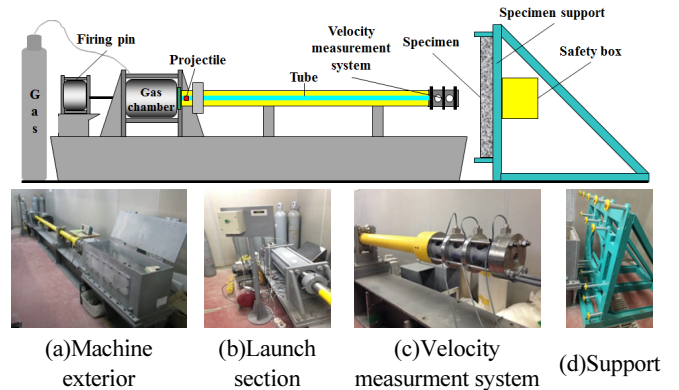 Firing pin
Projectile
Velocity
measurement
system
Specimen support
Specimen
Safety box
Tube
Gas
chamber
G
a
s
(a)Machine
exterior
(b)Launch
section
(c)Velocity
measurment system
(d)Support